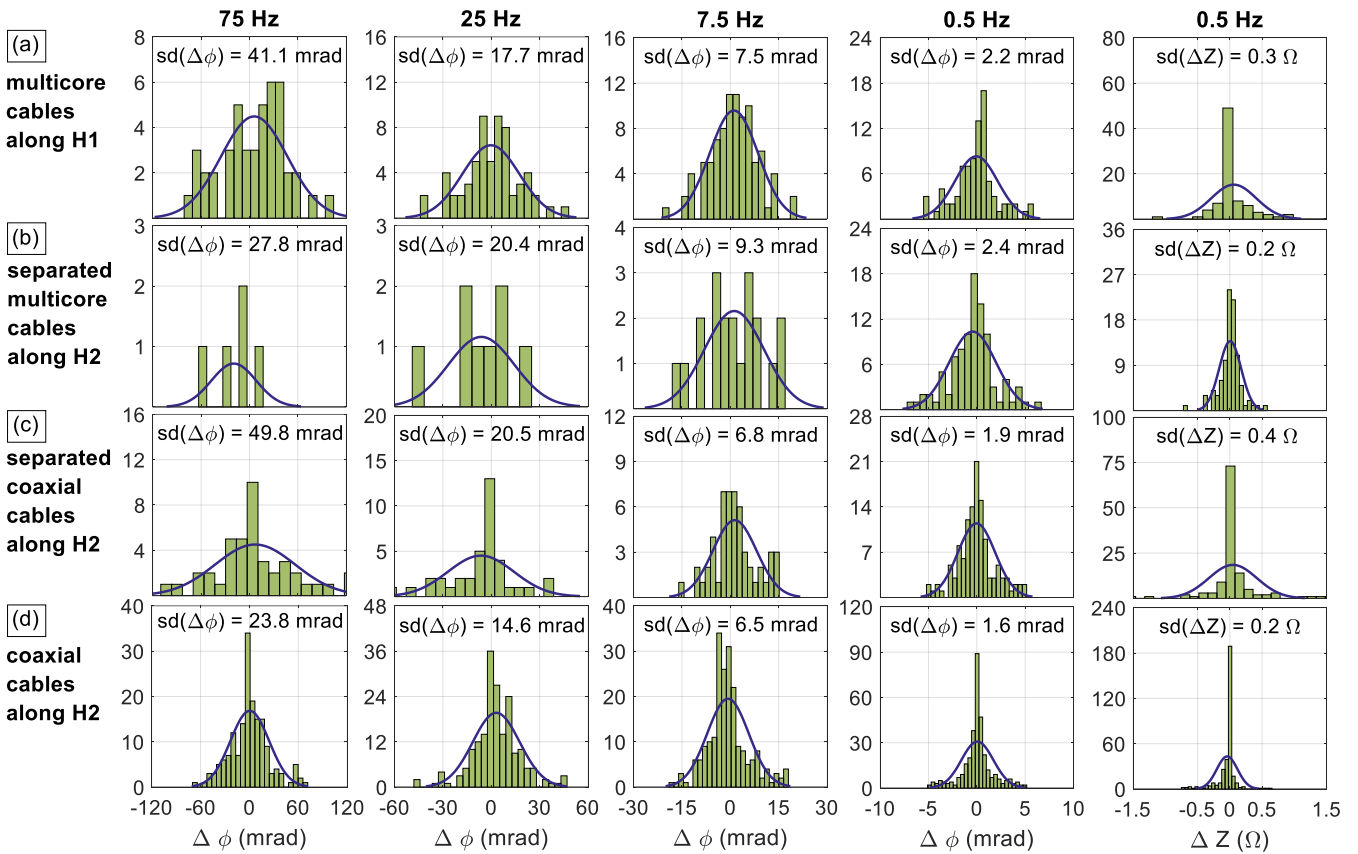 75 Hz 25 Hz 7.5 Hz 0.5 Hz 0.5 Hz
(a)
multicore
cables
along H1
8
6
4
2
sd(Δϕ) = 41.1 mrad
16
12
8
4
sd(Δϕ) = 17.7 mrad
16
12
8
4
sd(Δϕ) = 7.5 mrad
24
18
12
6
sd(Δϕ) = 2.2 mrad
80
60
40
20
sd(ΔZ) = 0.3 Ω
(b)
separated
multicore
cables
along H2
3
3
2
1
sd(Δϕ) = 27.8 mrad
3
3
2
1
sd(Δϕ) = 20.4 mrad
4
3
2
1
sd(Δϕ) = 9.3 mrad
24
18
12
6
sd(Δϕ) = 2.4 mrad
36
27
18
9
sd(ΔZ) = 0.2 Ω
(c)
separated
coaxial
cables
along H2
16
12
8
4
sd(Δϕ) = 49.8 mrad
20
15
10
5
sd(Δϕ) = 20.5 mrad
12
9
6
3
sd(Δϕ) = 6.8 mrad
28
21
14
7
sd(Δϕ) = 1.9 mrad
100
75
50
25
sd(ΔZ) = 0.4 Ω
(d)
coaxial
cables
along H2
40
30
20
10
0
sd(Δϕ) = 23.8 mrad
48
36
24
12
0
sd(Δϕ) = 14.6 mrad
40
30
20
10
0
sd(Δϕ) = 6.5 mrad
120
90
60
30
0
sd(Δϕ) = 1.6 mrad
240
180
120
60
0
sd(ΔZ) = 0.2 Ω
-120 -60 0 60 120
-60 -30 0 30 60
-30 -15 0 15 30
-10 -5 0 5 10
-1.5 -0.5 0 0.5 1.5
Δ ϕ (mrad) Δ ϕ (mrad) Δ ϕ (mrad) Δ ϕ (mrad) Δ Z (Ω)